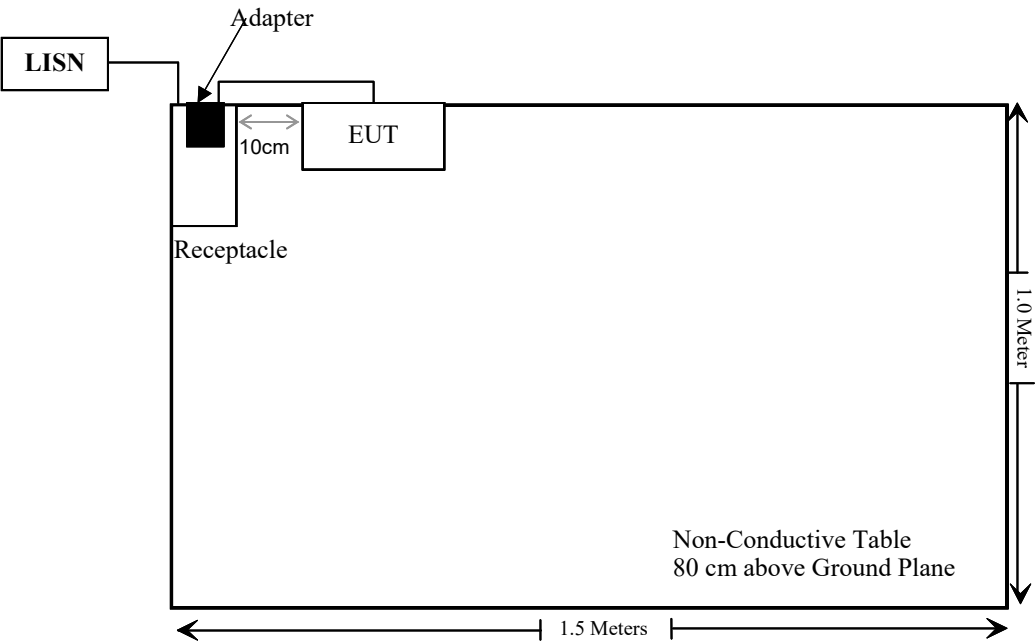 Adapter
LISN
EUT
10cm
Receptacle
1.0 Meter
Non-Conductive Table
80 cm above Ground Plane
1.5 Meters